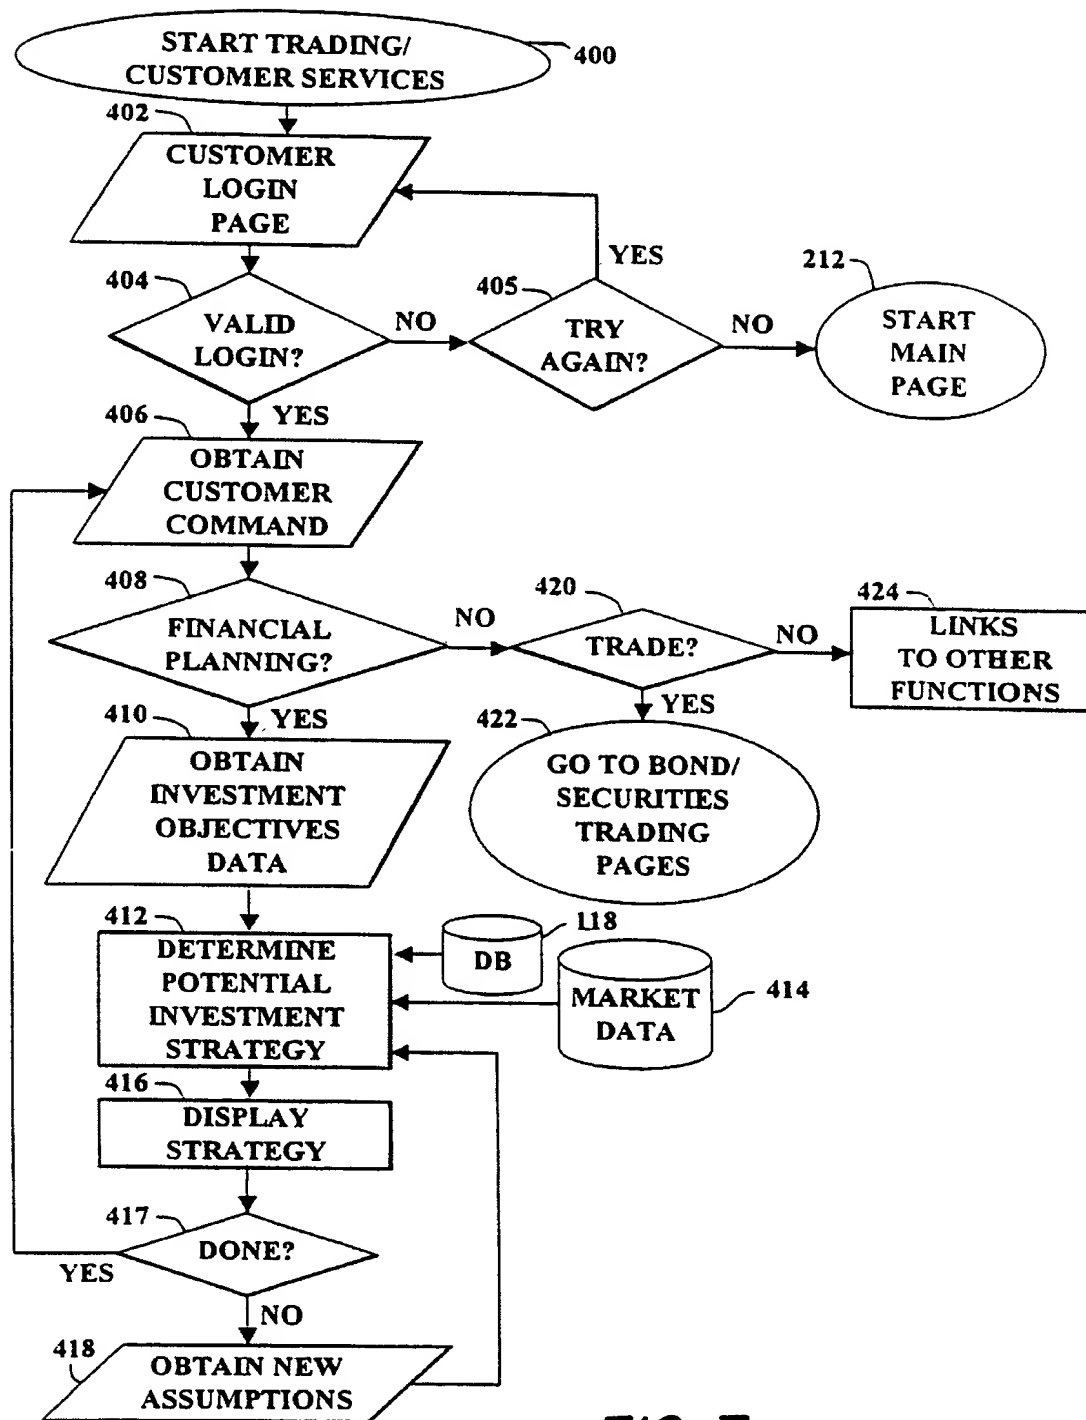 START TRADING/
CUSTOMER SERVICES
400
402
CUSTOMER
LOGIN
PAGE
404
VALID
LOGIN?
NO
YES
405
TRY
AGAIN?
YES
NO
212
START
MAIN
PAGE
406
OBTAIN
CUSTOMER
COMMAND
408
FINANCIAL
PLANNING?
NO
YES
420
TRADE?
NO
YES
424
LINKS
TO OTHER
FUNCTIONS
410
OBTAIN
INVESTMENT
OBJECTIVES
DATA
422
GO TO BOND/
SECURITIES
TRADING
PAGES
412
DETERMINE
POTENTIAL
INVESTMENT
STRATEGY
118
DB
MARKET
DATA
414
416
DISPLAY
STRATEGY
417
DONE?
YES
NO
418
OBTAIN NEW
ASSUMPTIONS